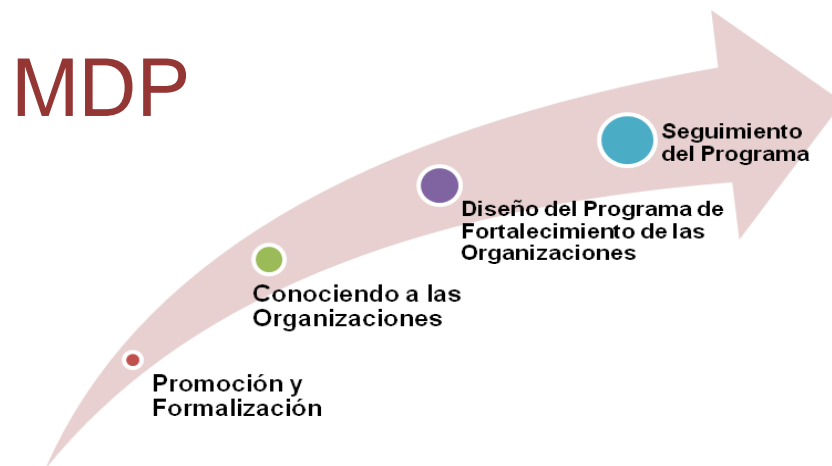 MDP
Seguimiento
del Programa
Diseño del Programa de
Fortalecimiento de las
Organizaciones
Conociendo a las
Organizaciones
Promoción y
Formalización